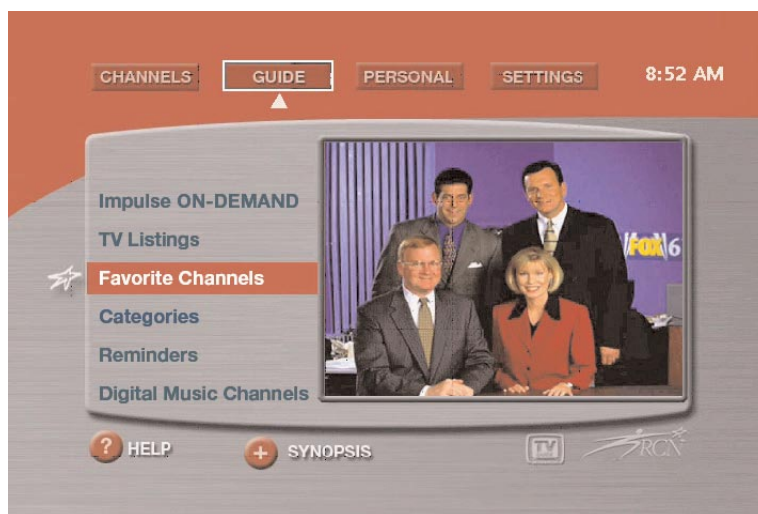 CHANNELS GUIDE PERSONAL SETTINGS 8:52 AM
Impulse ON-DEMAND
TV Listings
Favorite Channels
Categories
Reminders
Digital Music Channels
FOX 6
? HELP + SYNOPSIS TV RCN